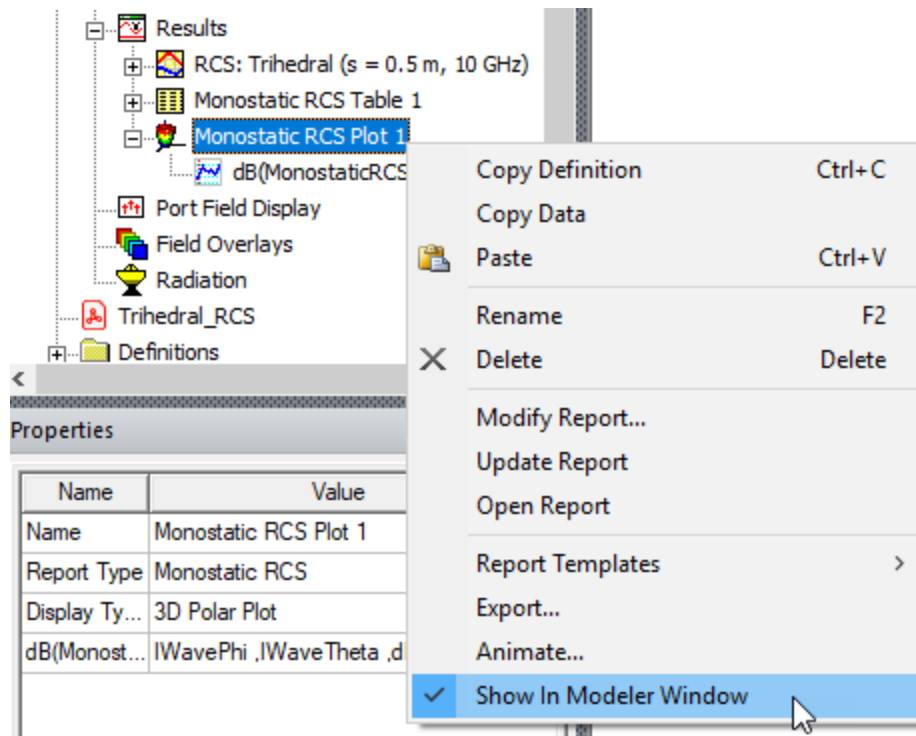 Results
RCS: Trihedral (s = 0.5 m, 10 GHz)
Monostatic RCS Table 1
Monostatic RCS Plot 1
dB(MonostaticRCS
Port Field Display
Field Overlays
Radiation
Trihedral_RCS
Definitions
Copy Definition Ctrl+C
Copy Data
Paste Ctrl+V
Rename F2
Delete Delete
Modify Report...
Update Report
Open Report
Report Templates
Export...
Animate...
Show In Modeler Window
Properties
Name Value
Name Monostatic RCS Plot 1
Report Type Monostatic RCS
Display Ty... 3D Polar Plot
dB(Monost... IWavePhi ,IWaveTheta ,d